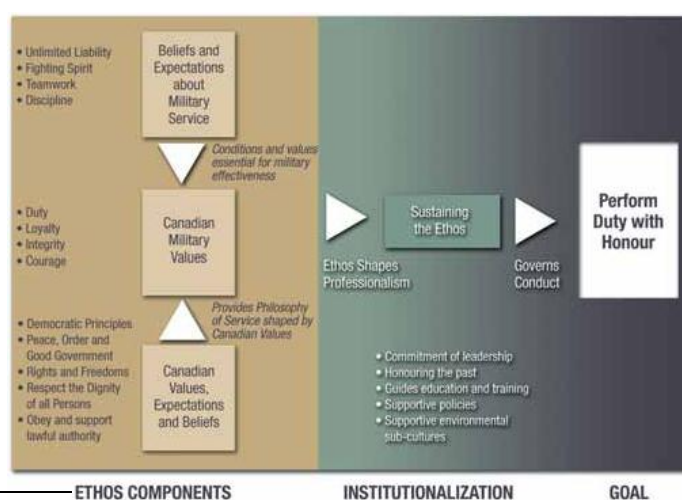 • Unlimited Liability
• Fighting Spirit
• Teamwork
• Discipline
Beliefs and
Expectations
about
Military
Service
Conditions and values
essential for military
effectiveness
• Duty
• Loyalty
• Integrity
• Courage
Canadian
Military
Values
Provides Philosophy
of Service shaped by
Canadian Values
• Democratic Principles
• Peace, Order and
Good Government
• Rights and Freedoms
• Respect the Dignity
of all Persons
• Obey and support
lawful authority
Canadian
Values,
Expectations
and Beliefs
Ethos Shapes
Professionalism
Sustaining
the Ethos
Governs
Conduct
• Commitment of leadership
• Honouring the past
• Guides education and training
• Supportive policies
• Supportive environmental
sub-cultures
Perform
Duty with
Honour
ETHOS COMPONENTS
INSTITUTIONALIZATION
GOAL